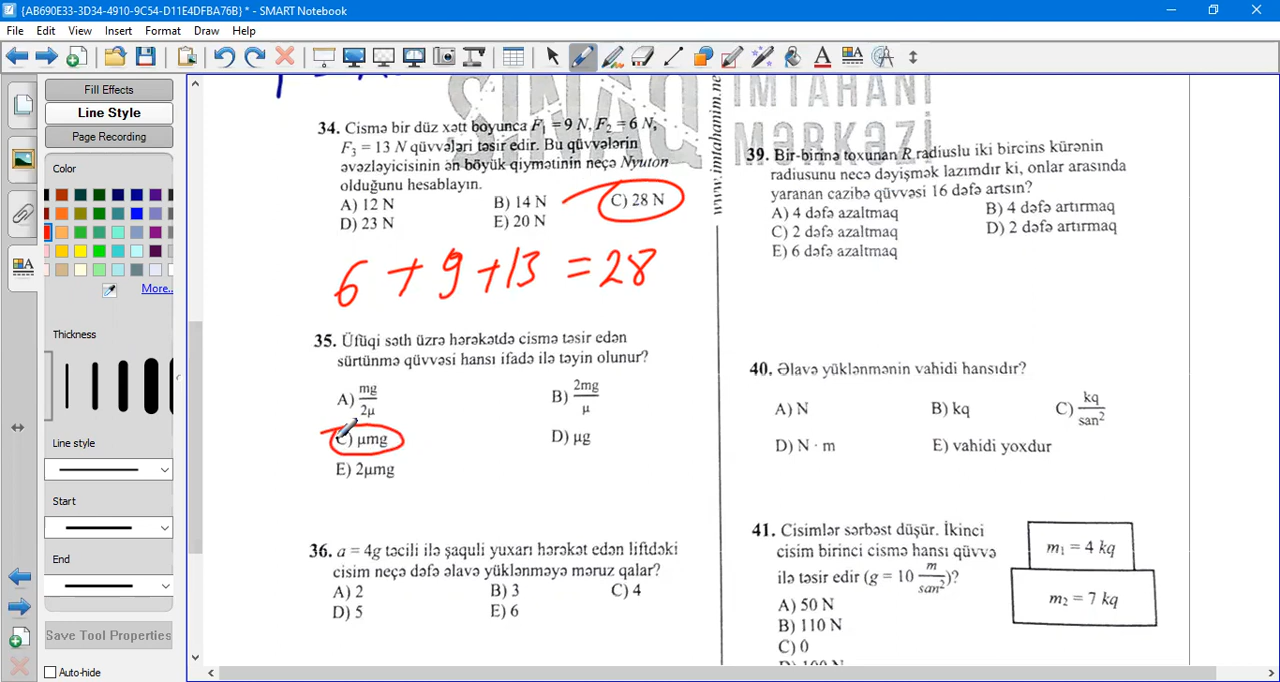 {AB690E33-3D34-4910-9C54-D11E4DFBA76B}* - SMART Notebook
File Edit View Insert Format Draw Help
Fill Effects
Line Style
Page Recording
Color
More..
Thickness
Line style
Start
End
Save Tool Properties
Auto-hide
SINAQ
34. Cismə bir düz xətt boyunca F₁ = 9 N, F₂ = 6 N,
F₃ = 13 N qüvvələri təsir edir. Bu qüvvələrin
əvəzləyicisinin ən böyük qiymətinin neçə Nyuton
olduğunu hesablayın.
A) 12 N B) 14 N C) 28 N
D) 23 N E) 20 N
6 + 9 + 13 = 28
35. Üfüqi səth üzrə hərəkətdə cismə təsir edən
sürtünmə qüvvəsi hansı ifadə ilə təyin olunur?
A) mg/2μ B) 2mg/μ
C) μmg D) μg
E) 2μmg
36. a = 4g təcili ilə şaquli yuxarı hərəkət edən liftdəki
cisim neçə dəfə əlavə yüklənməyə məruz qalar?
A) 2 B) 3 C) 4
D) 5 E) 6
www.imtahanim.ne
İMTAHANI
MƏRKƏZİ
39. Bir-birinə toxunan R radiuslu iki bircins kürənin
radiusunu necə dəyişmək lazımdır ki, onlar arasında
yaranan cazibə qüvvəsi 16 dəfə artsın?
A) 4 dəfə azaltmaq B) 4 dəfə artırmaq
C) 2 dəfə azaltmaq D) 2 dəfə artırmaq
E) 6 dəfə azaltmaq
40. Əlavə yüklənmənin vahidi hansıdır?
A) N B) kq C) kq/san²
D) N · m E) vahidi yoxdur
41. Cisimlər sərbəst düşür. İkinci
cisim birinci cismə hansı qüvvə
ilə təsir edir (g = 10 m/san²)?
A) 50 N
B) 110 N
C) 0
D) 100 N
m₁ = 4 kq
m₂ = 7 kq